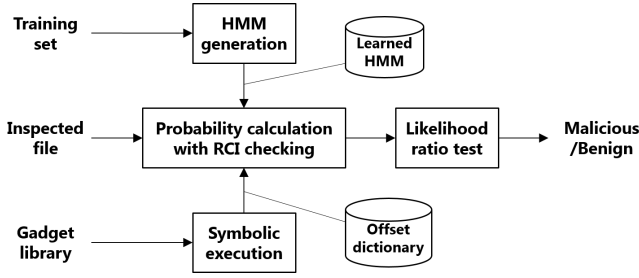 Training
set
HMM
generation
Learned
HMM
Inspected
file
Probability calculation
with RCI checking
Likelihood
ratio test
Malicious
/Benign
Gadget
library
Symbolic
execution
Offset
dictionary